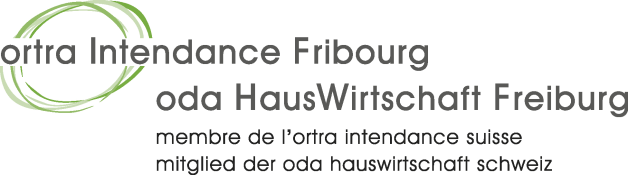 ortra Intendance Fribourg
oda HausWirtschaft Freiburg
membre de l'ortra intendance suisse
mitglied der oda hauswirtschaft schweiz